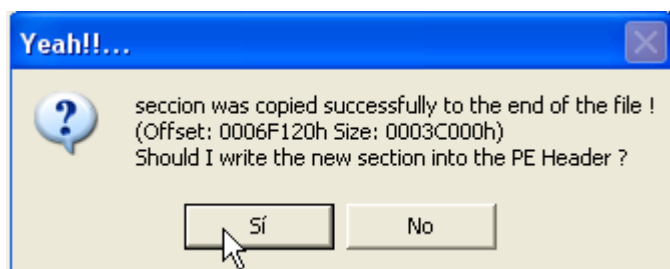 Yeah!!...
seccion was copied successfully to the end of the file !
(Offset: 0006F120h Size: 0003C000h)
Should I write the new section into the PE Header ?
Sí
No